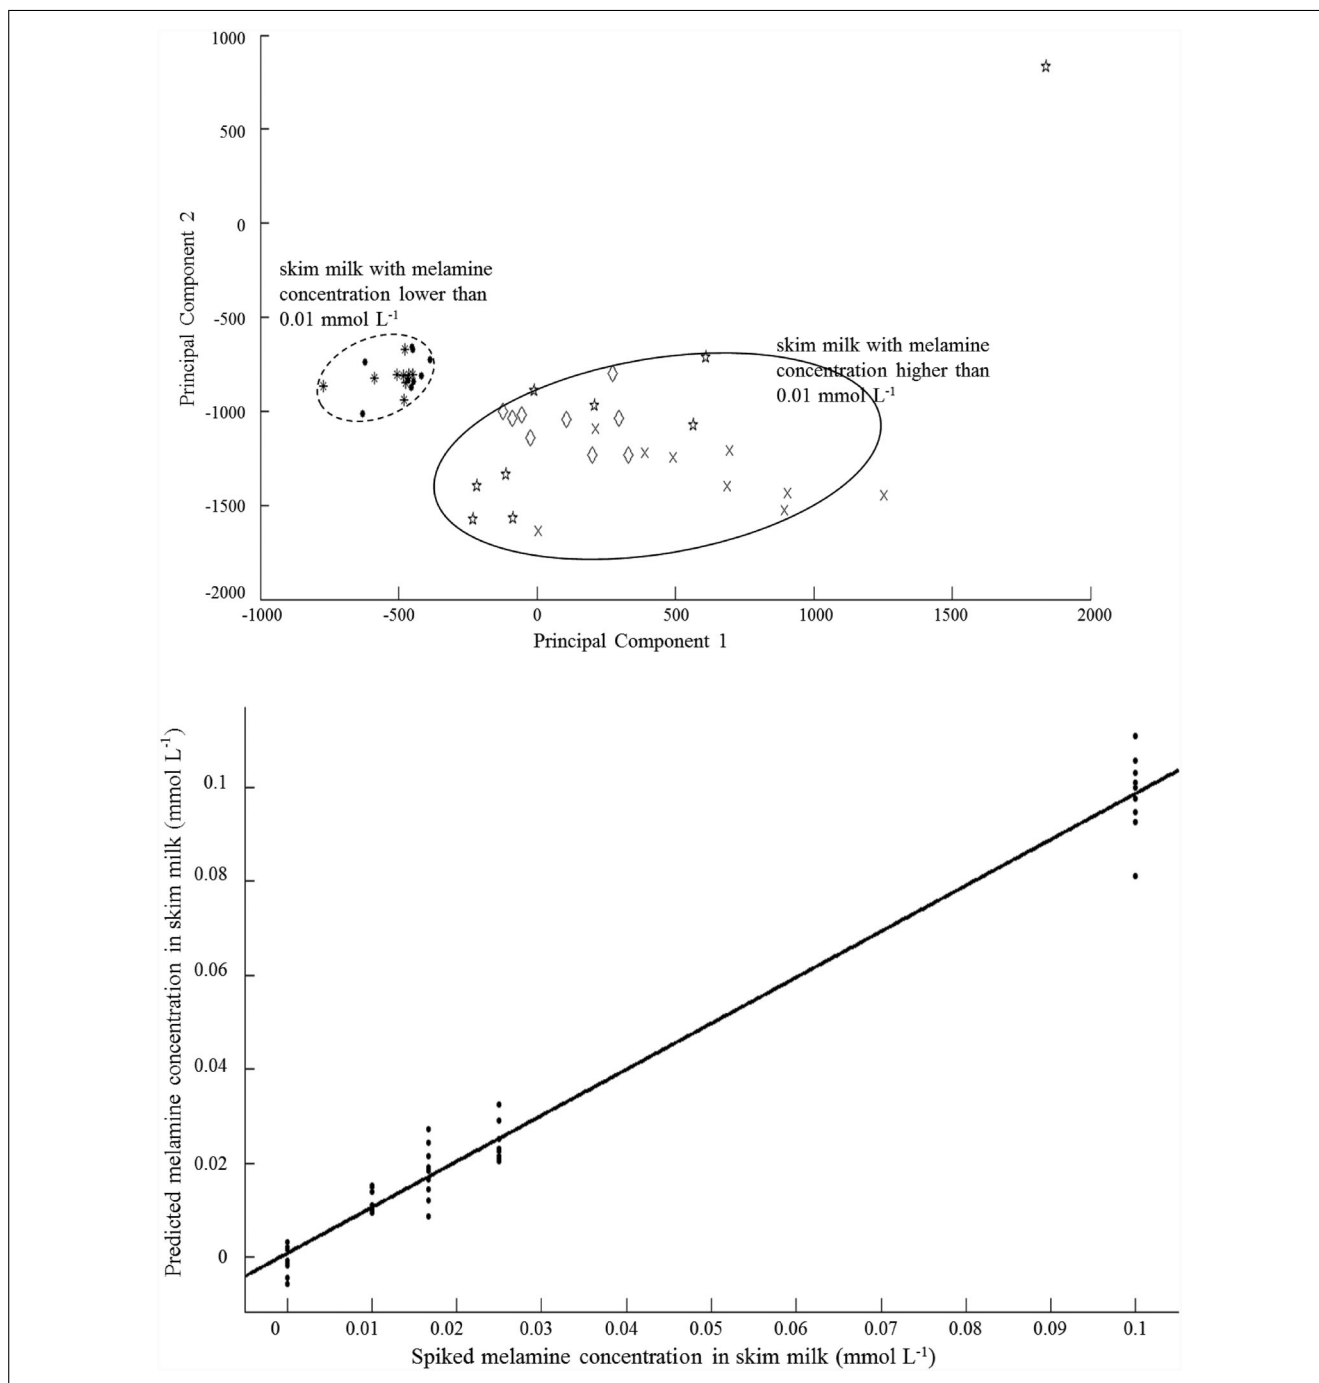 1000
500
0
-500
-1000
-1500
-2000
Principal Component 2
skim milk with melamine
concentration lower than
0.01 mmol L⁻¹
skim milk with melamine
concentration higher than
0.01 mmol L⁻¹
-1000 -500 0 500 1000 1500 2000
Principal Component 1
Predicted melamine concentration in skim milk (mmol L⁻¹)
0.1
0.08
0.06
0.04
0.02
0
0 0.01 0.02 0.03 0.04 0.05 0.06 0.07 0.08 0.09 0.1
Spiked melamine concentration in skim milk (mmol L⁻¹)